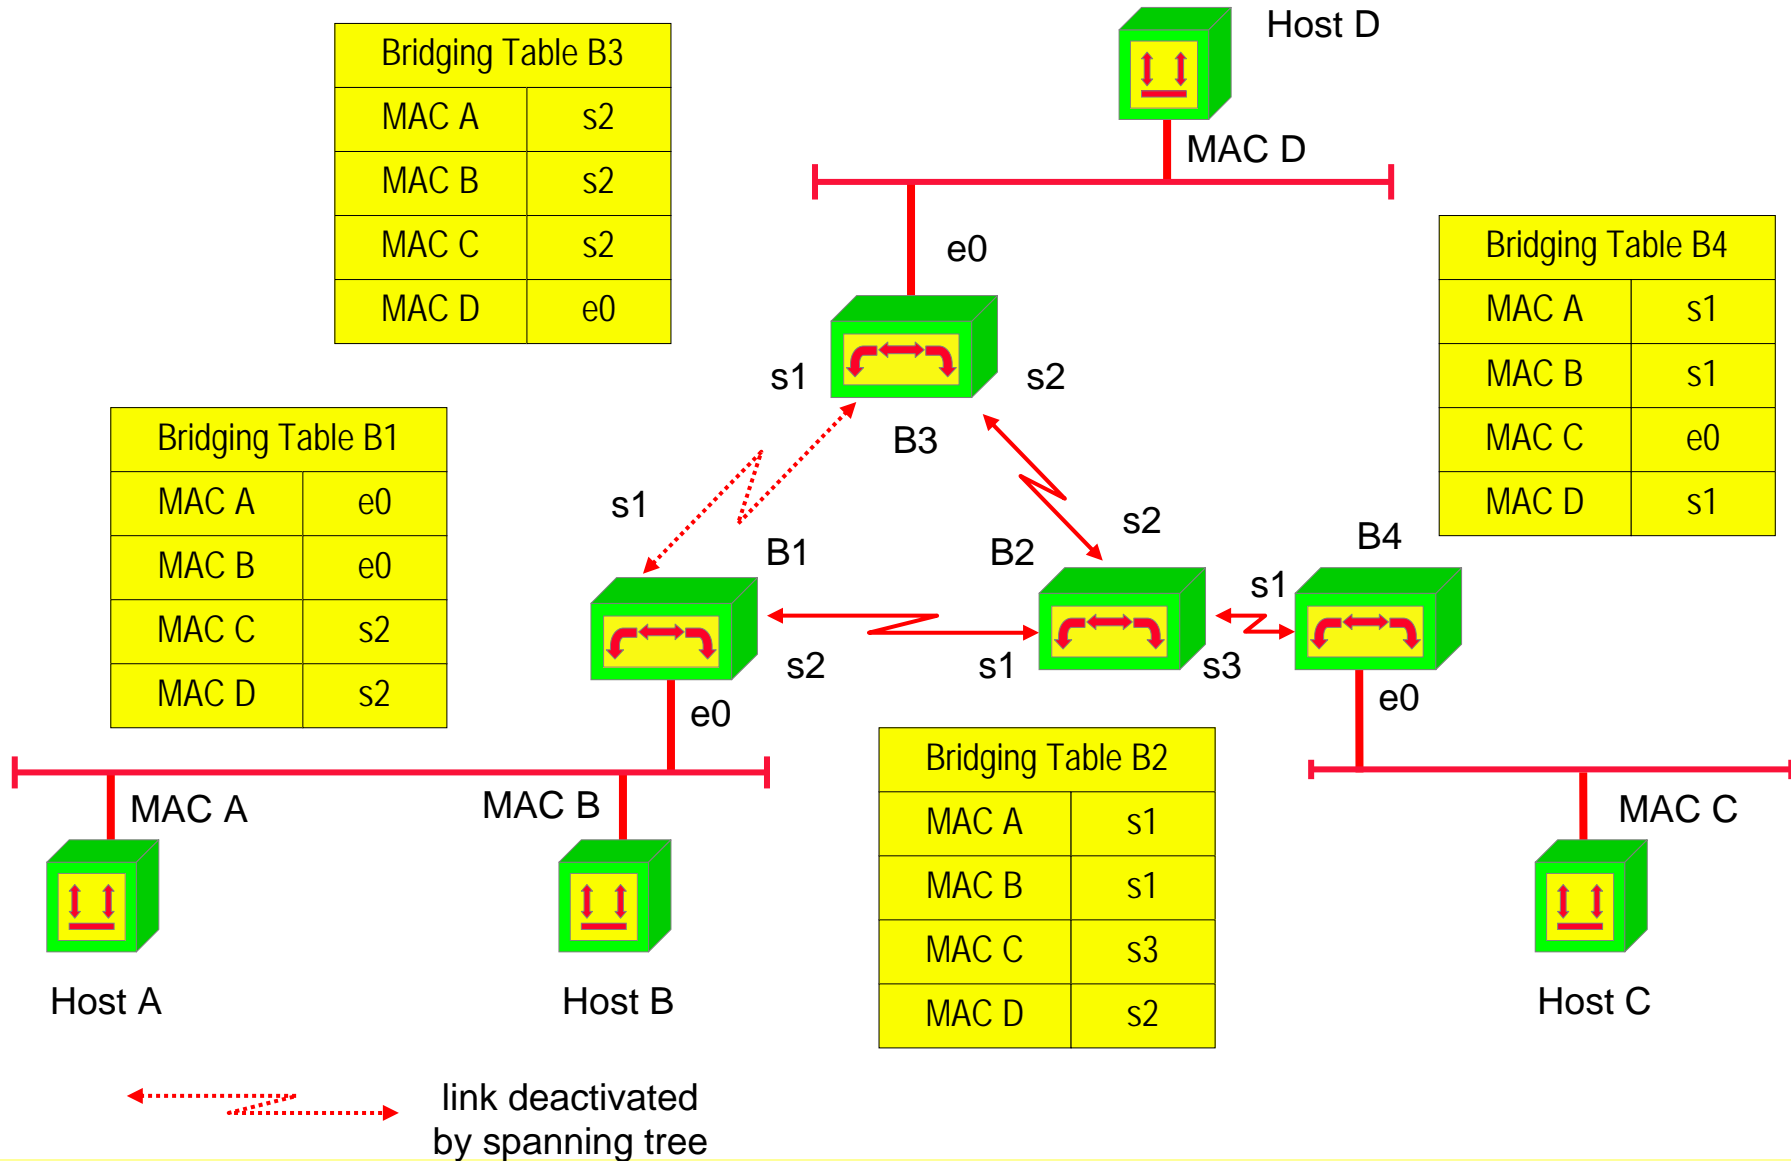 Host D
Bridging Table B3
MAC A s2
MAC B s2
MAC C s2
MAC D e0
MAC D
e0
Bridging Table B4
MAC A s1
MAC B s1
MAC C e0
MAC D s1
s1
s2
B3
Bridging Table B1
MAC A e0
MAC B e0
MAC C s2
MAC D s2
s1
s2
B1
B2
B4
s1
s2
s1
s3
e0
e0
Bridging Table B2
MAC A s1
MAC B s1
MAC C s3
MAC D s2
MAC A
MAC B
MAC C
Host A
Host B
Host C
link deactivated
by spanning tree